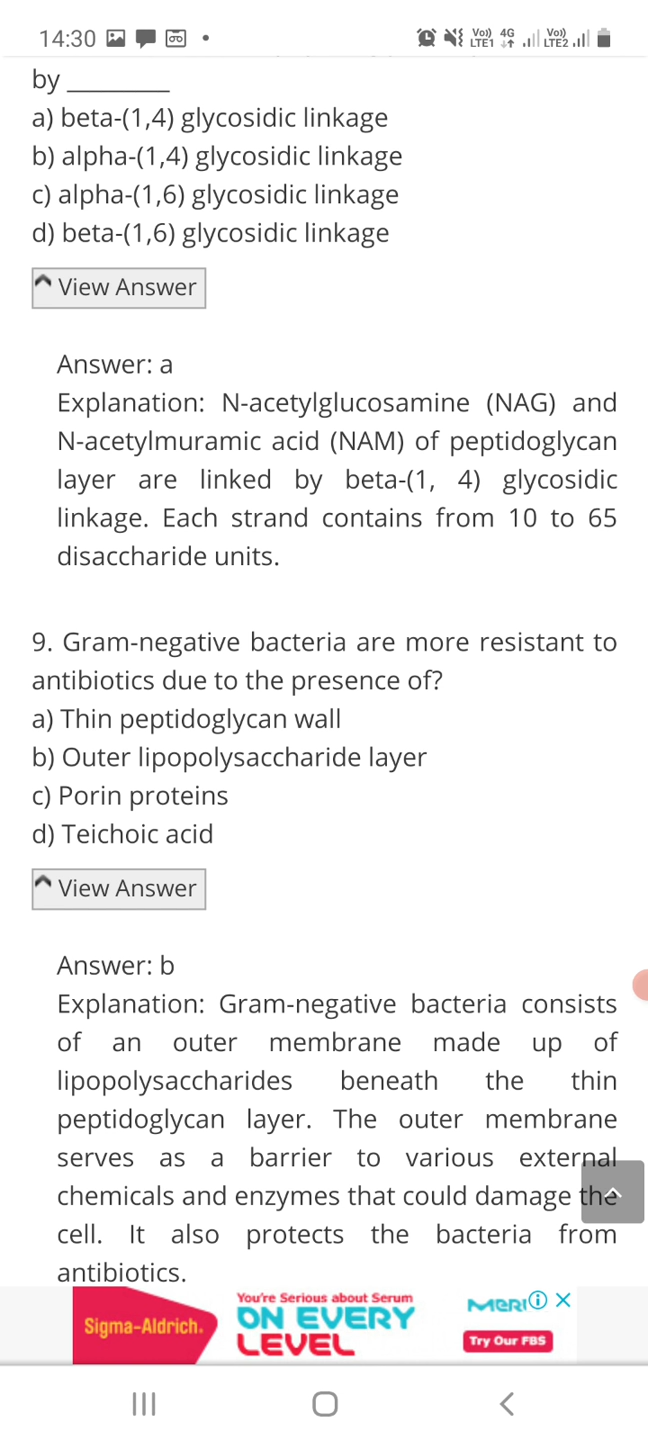 14:30
Vo)) 4G Vo))
LTE1 LTE2
by ________
a) beta-(1,4) glycosidic linkage
b) alpha-(1,4) glycosidic linkage
c) alpha-(1,6) glycosidic linkage
d) beta-(1,6) glycosidic linkage
View Answer
Answer: a
Explanation: N-acetylglucosamine (NAG) and
N-acetylmuramic acid (NAM) of peptidoglycan
layer are linked by beta-(1, 4) glycosidic
linkage. Each strand contains from 10 to 65
disaccharide units.
9. Gram-negative bacteria are more resistant to
antibiotics due to the presence of?
a) Thin peptidoglycan wall
b) Outer lipopolysaccharide layer
c) Porin proteins
d) Teichoic acid
View Answer
Answer: b
Explanation: Gram-negative bacteria consists
of an outer membrane made up of
lipopolysaccharides beneath the thin
peptidoglycan layer. The outer membrane
serves as a barrier to various external
chemicals and enzymes that could damage the
cell. It also protects the bacteria from
antibiotics.
Sigma-Aldrich.
You're Serious about Serum
ON EVERY
LEVEL
MERI
Try Our FBS